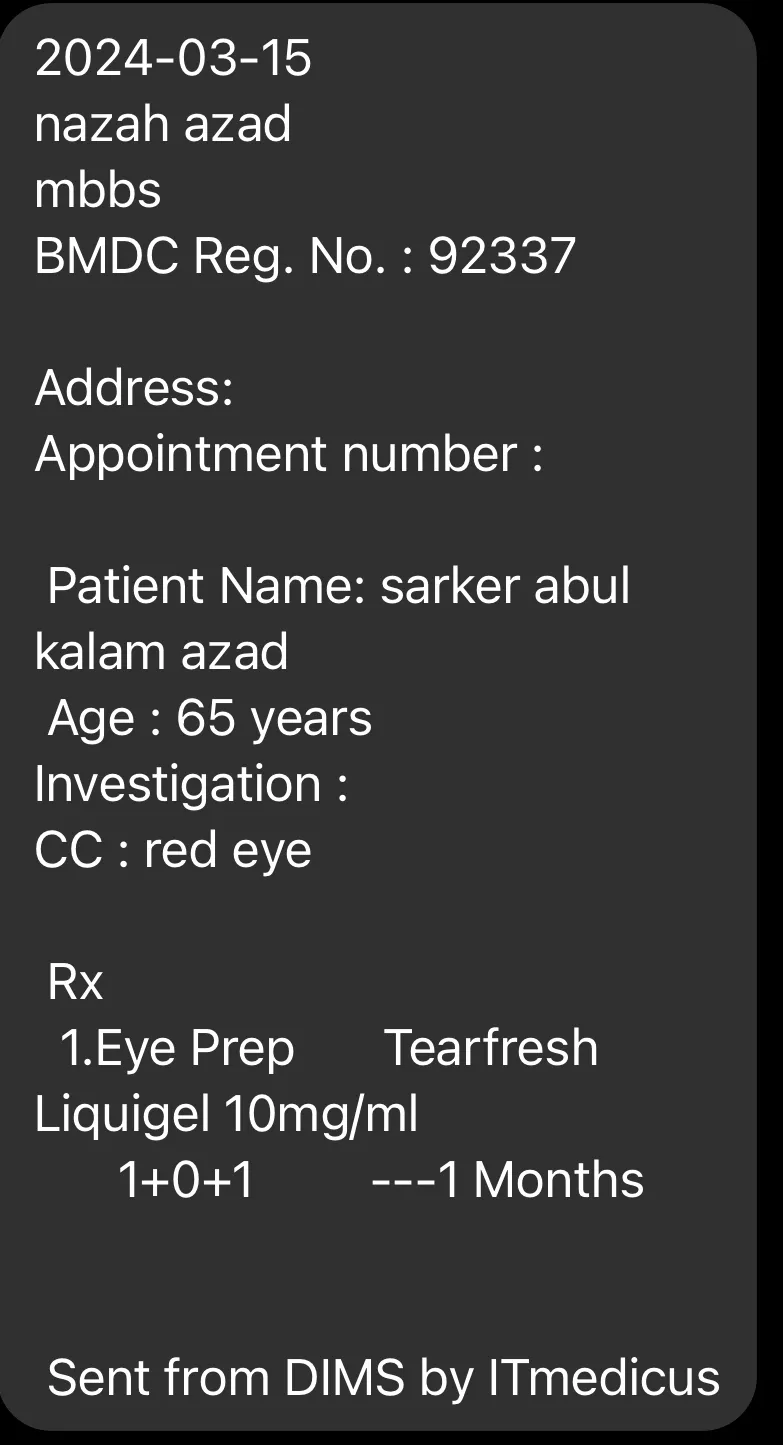 2024-03-15
nazah azad
mbbs
BMDC Reg. No. : 92337
Address:
Appointment number :
Patient Name: sarker abul
kalam azad
Age : 65 years
Investigation :
CC : red eye
Rx
1.Eye Prep Tearfresh
Liquigel 10mg/ml
1+0+1 ---1 Months
Sent from DIMS by ITmedicus